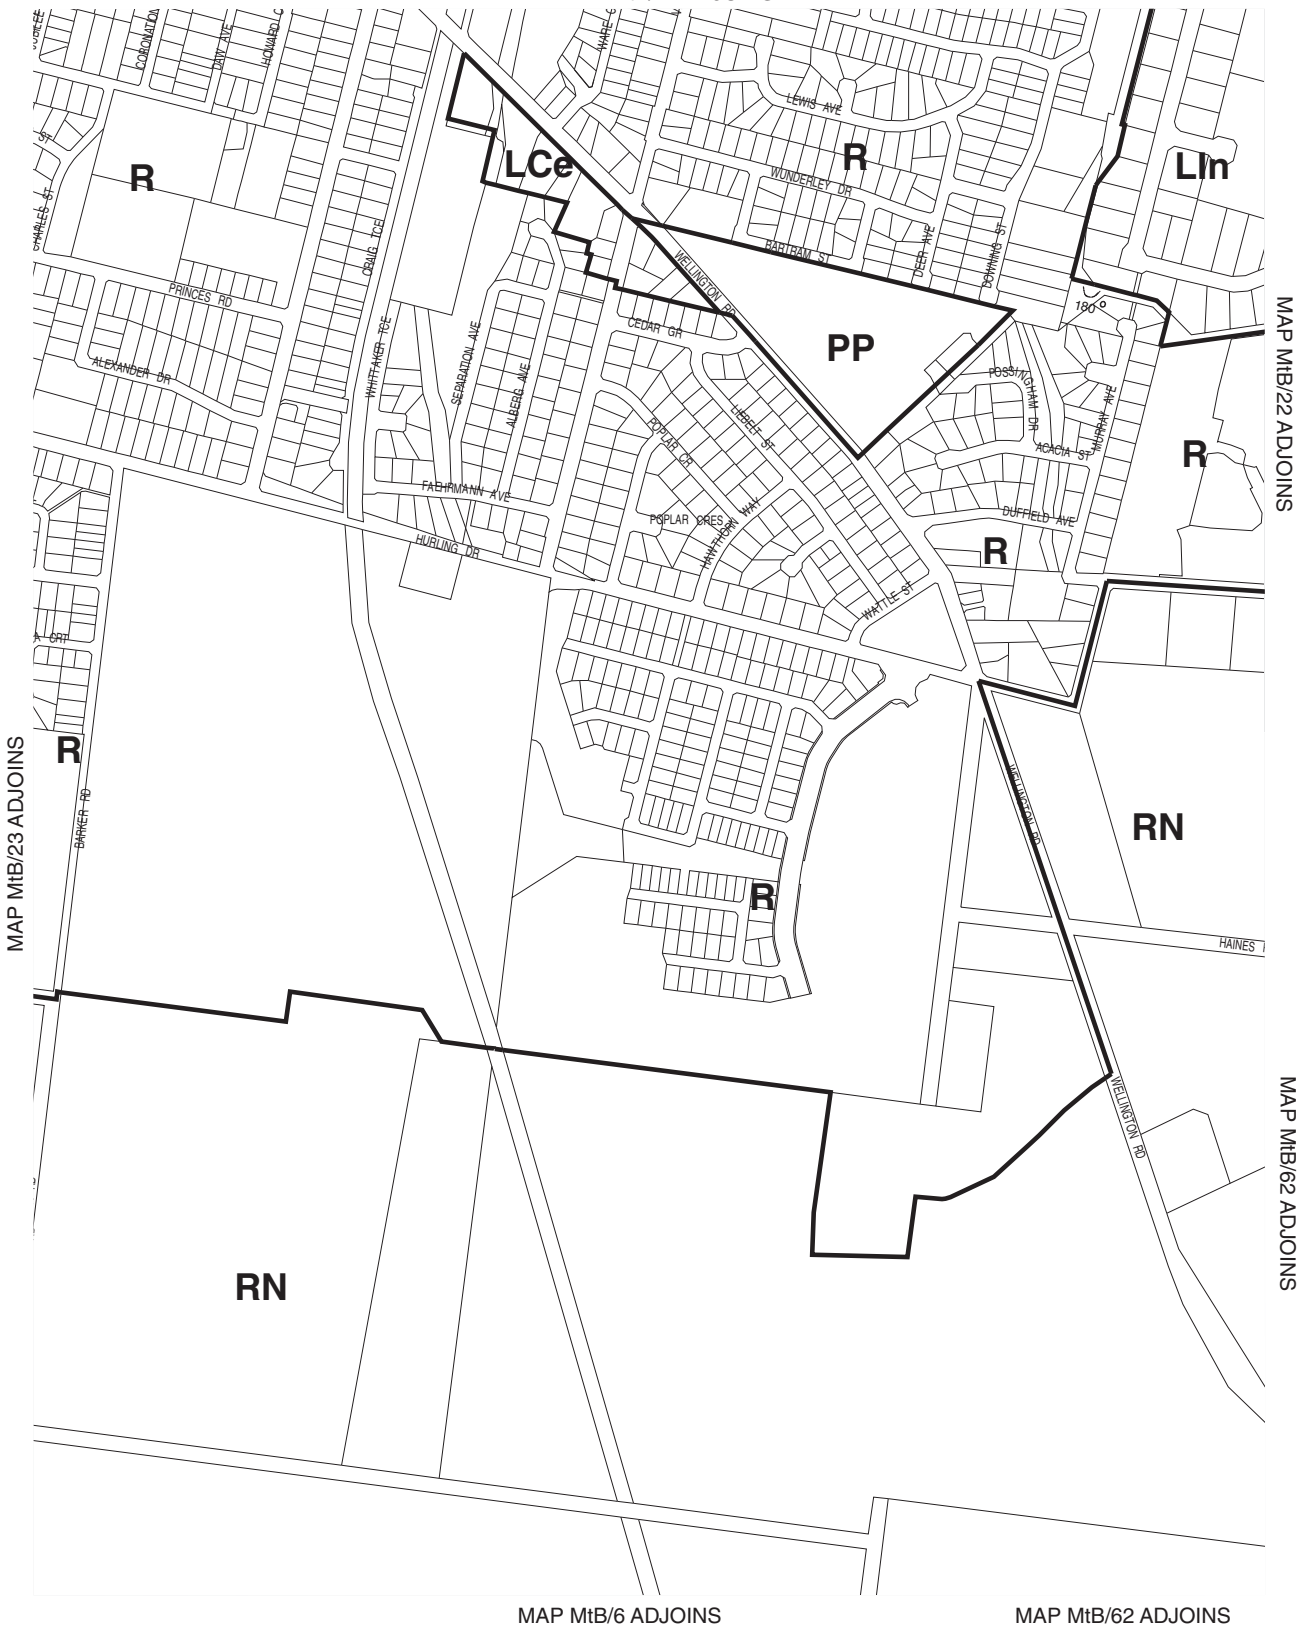 DAW AVE
LEWIS AVE
R
R
LCe
LIn
WUNDERLEY DR
ST
CHARLES ST
CRAIG TCE
BARTRAM ST
DEER AVE
DOWNING ST
WELLINGTON RD
PRINCES RD
180°
CEDAR GR
PP
WHITTAKER TCE
SEPARATION AVE
ALBERG AVE
ALEXANDER DR
POSSINGHAM DR
MURRAY AVE
LIEBELT ST
POPLAR CR
ACACIA ST
R
MAP MtB/22 ADJOINS
FAEHRMANN AVE
POPLAR CRES
HAWTHORN WAY
DUFFIELD AVE
HURLING DR
R
WATTLE ST
A CRT
R
BARKER RD
MAP MtB/23 ADJOINS
WELLINGTON RD
RN
R
HAINES
WELLINGTON RD
MAP MtB/62 ADJOINS
RN
MAP MtB/6 ADJOINS
MAP MtB/62 ADJOINS